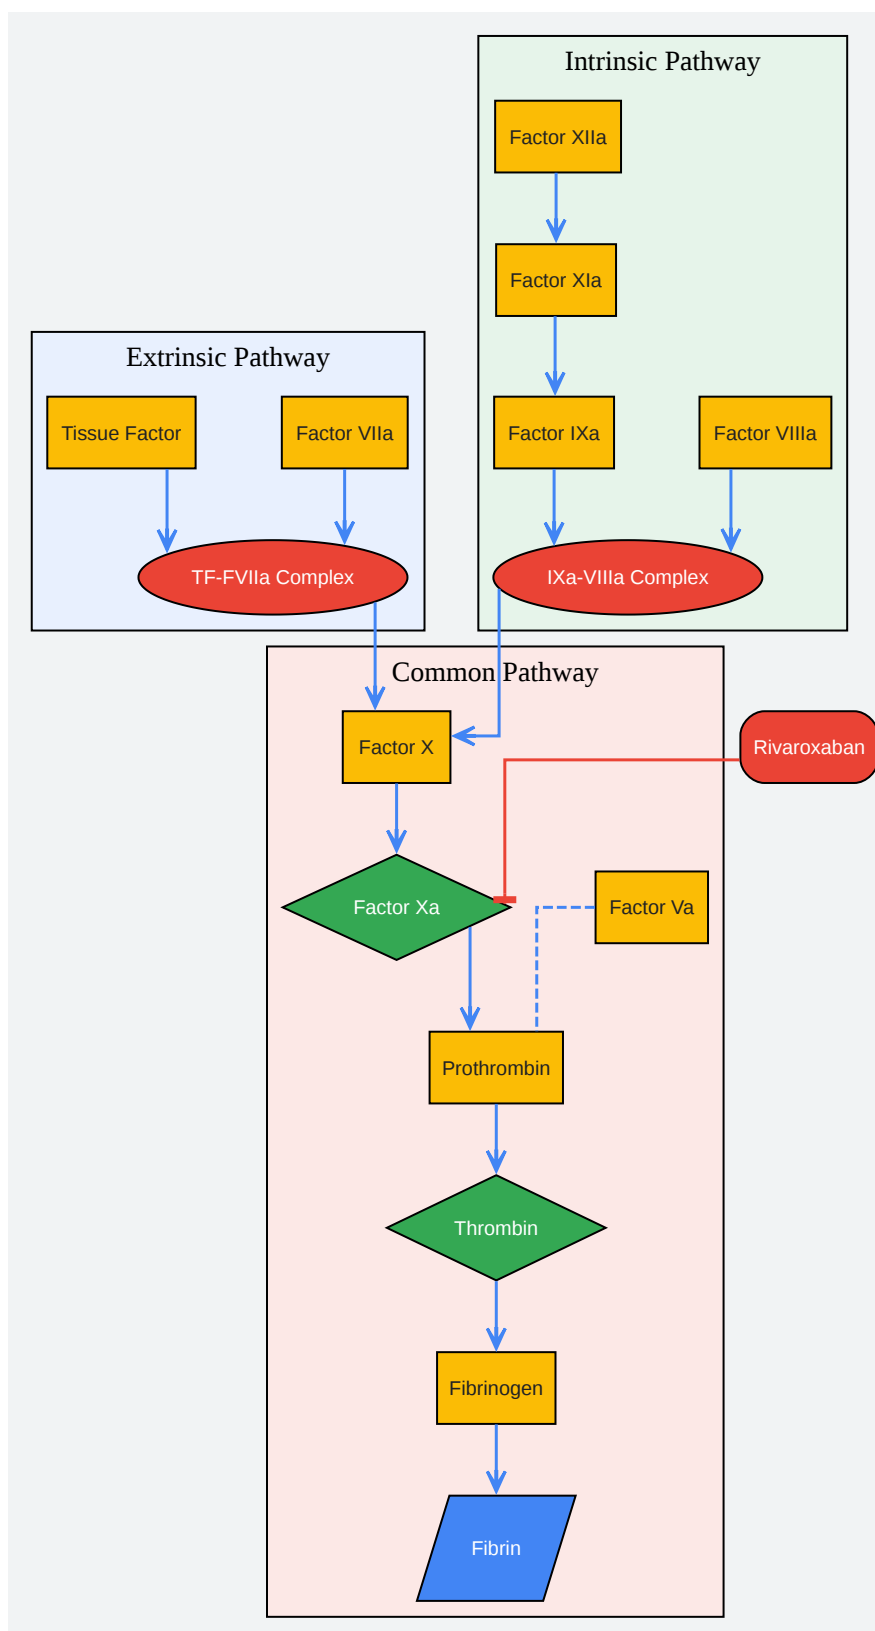 Intrinsic Pathway
Factor XIIa
Factor XIa
Extrinsic Pathway
Tissue Factor
Factor VIIa
Factor IXa
Factor VIIIa
TF-FVIIa Complex
IXa-VIIIa Complex
Common Pathway
Factor X
Rivaroxaban
Factor Xa
Factor Va
Prothrombin
Thrombin
Fibrinogen
Fibrin